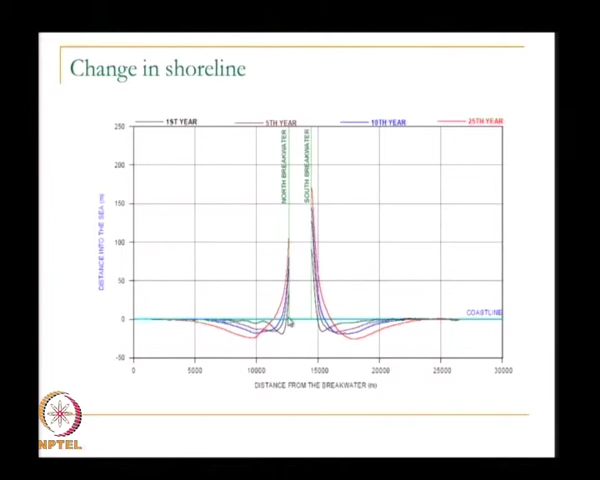 Change in shoreline
1ST YEAR
5TH YEAR
10TH YEAR
25TH YEAR
250
200
150
100
50
0
-50
DISTANCE INTO THE SEA (m)
NORTH BREAKWATER
SOUTH BREAKWATER
COASTLINE
0
5000
10000
15000
20000
25000
30000
DISTANCE FROM THE BREAKWATER (m)
NPTEL